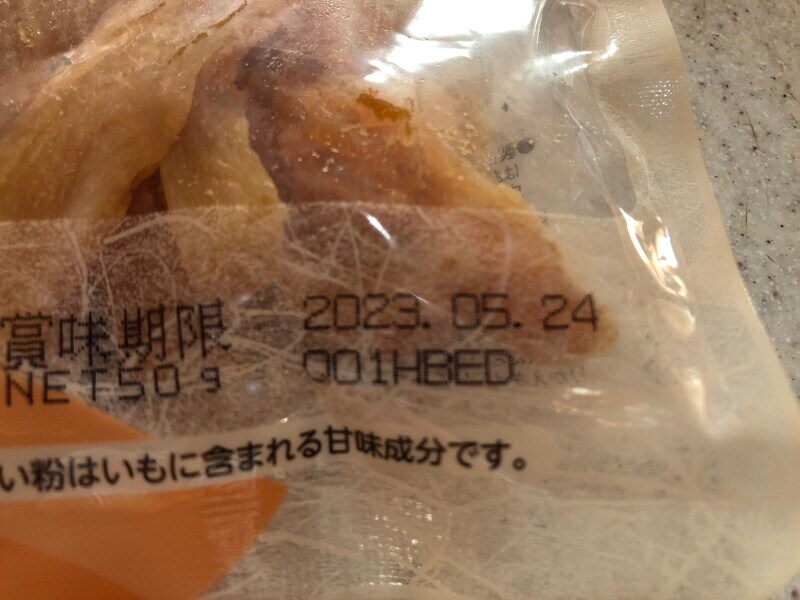 賞味期限 2023.05.24
NET50g 001HBED
い粉はいもに含まれる甘味成分です。